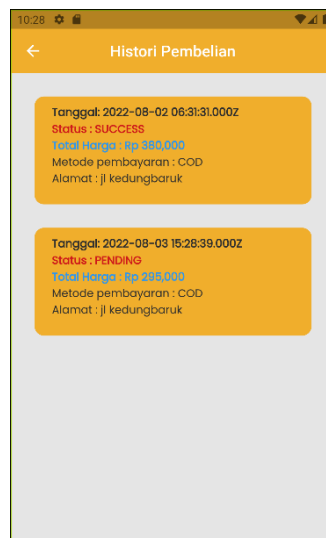 10:28
Histori Pembelian
Tanggal: 2022-08-02 06:31:31.000Z
Status : SUCCESS
Total Harga : Rp 380,000
Metode pembayaran : COD
Alamat : jl kedungbaruk
Tanggal: 2022-08-03 15:28:39.000Z
Status : PENDING
Total Harga : Rp 295,000
Metode pembayaran : COD
Alamat : jl kedungbaruk